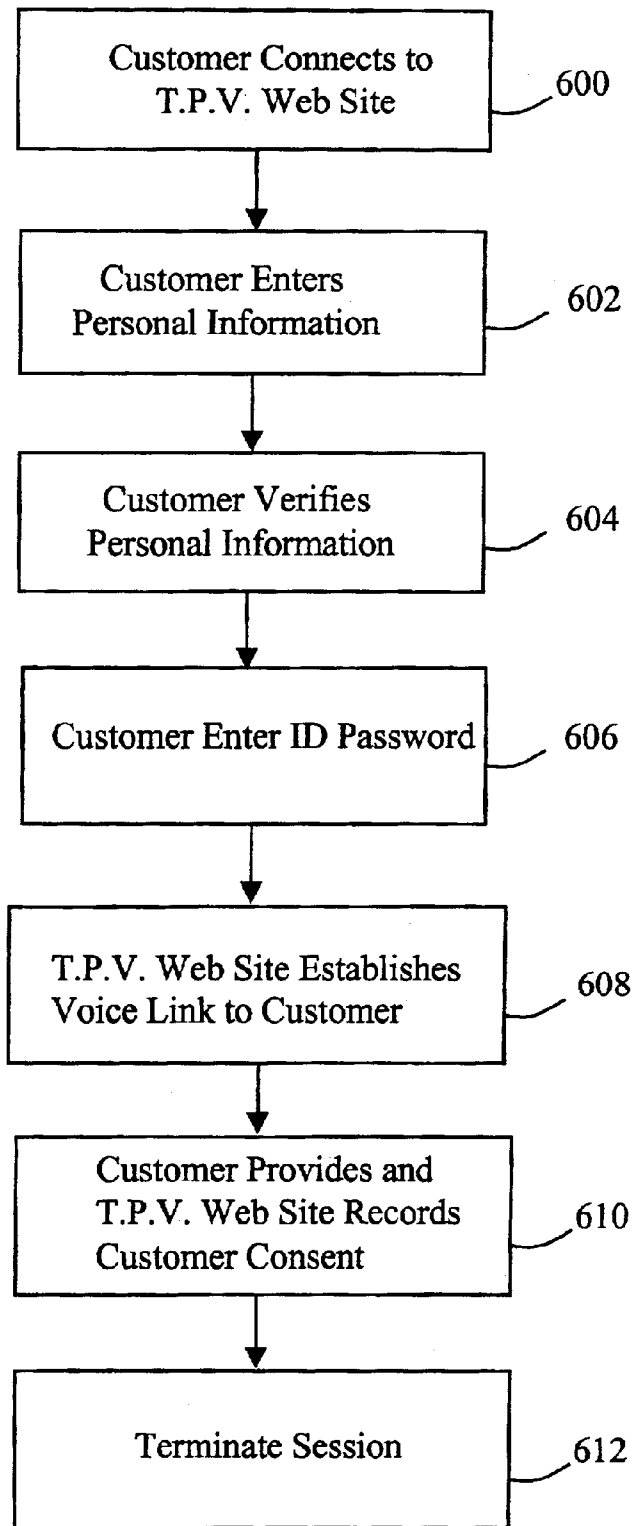 Customer Connects to
T.P.V. Web Site
600
Customer Enters
Personal Information
602
Customer Verifies
Personal Information
604
Customer Enter ID Password
606
T.P.V. Web Site Establishes
Voice Link to Customer
608
Customer Provides and
T.P.V. Web Site Records
Customer Consent
610
Terminate Session
612